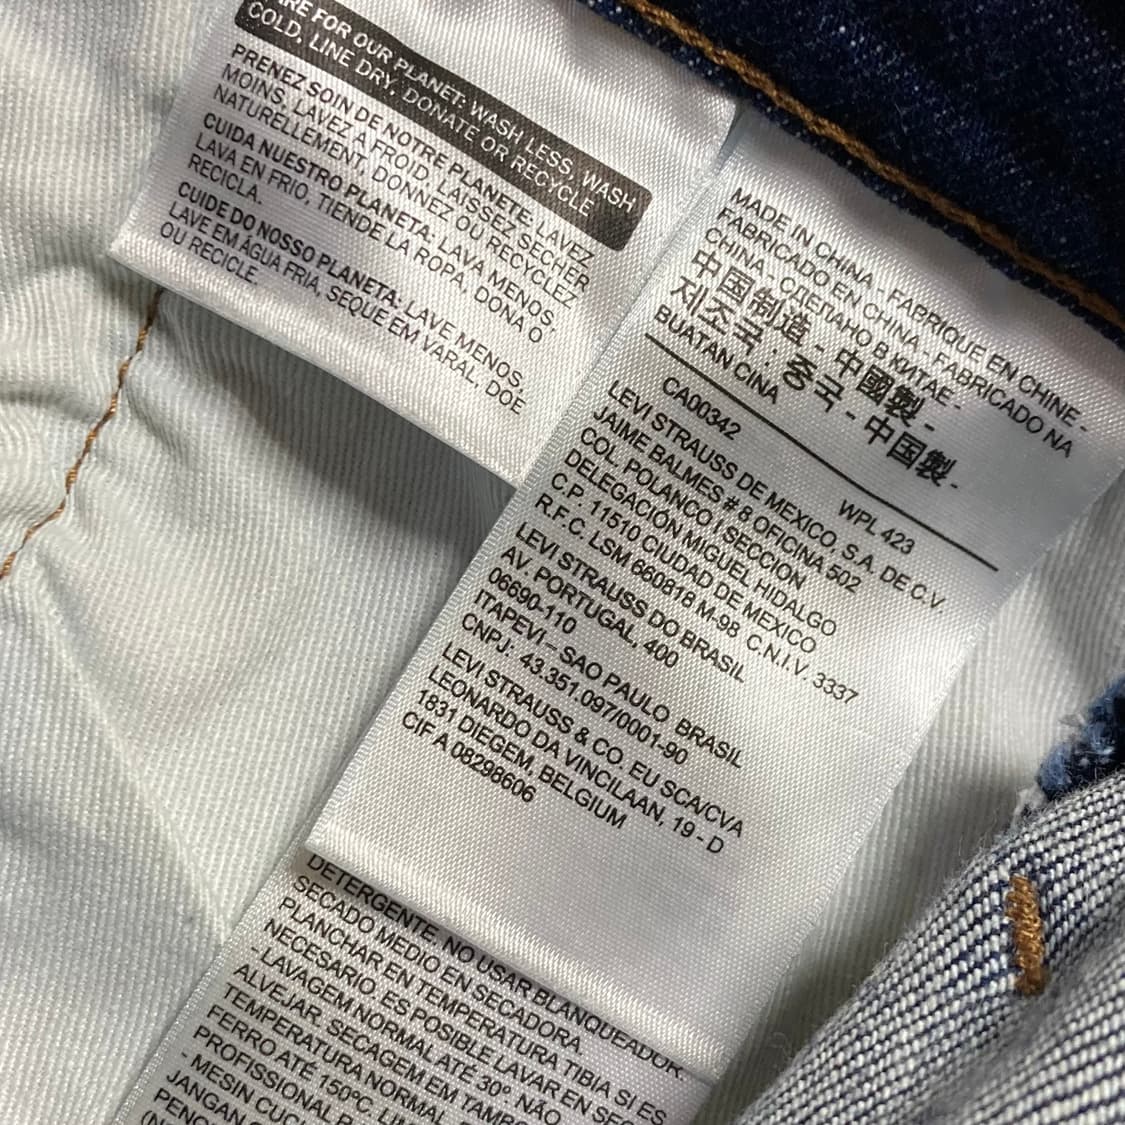 ARE FOR OUR PLANET: WASH LESS, WASH
COLD, LINE DRY, DONATE OR RECYCLE
PRENEZ SOIN DE NOTRE PLANETE: LAVEZ
MOINS, LAVEZ A FROID, LAISSEZ SECHER
NATURELLEMENT, DONNEZ OU RECYCLEZ
CUIDA NUESTRO PLANETA: LAVA MENOS,
LAVA EN FRIO, TIENDE LA ROPA, DONA O
RECICLA.
CUIDE DO NOSSO PLANETA: LAVE MENOS,
LAVE EM ÁGUA FRIA, SEQUE EM VARAL, DOE
OU RECICLE.
MADE IN CHINA - FABRIQUE EN CHINE -
FABRICADO EN CHINA - FABRICADO NA
CHINA - СДЕЛАНО В КИТАЕ -
中国制造 - 中國製 -
제조국 : 중국 - 中国製 -
BUATAN CINA
CA00342 WPL 423
LEVI STRAUSS DE MEXICO, S.A. DE C.V.
JAIME BALMES # 8 OFICINA 502
COL. POLANCO I SECCION
DELEGACIÓN MIGUEL HIDALGO
C.P. 11510 CIUDAD DE MEXICO
R.F.C. LSM 660818 M-98 C.N.I.V. 3337
LEVI STRAUSS DO BRASIL
AV. PORTUGAL, 400
06690-110
ITAPEVI – SAO PAULO BRASIL
CNPJ: 43.351.097/0001-90
LEVI STRAUSS & CO. EU SCA/CVA
LEONARDO DA VINCILAAN, 19 - D
1831 DIEGEM, BELGIUM
CIF A 08298606
DETERGENTE. NO USAR BLANQUEADOR.
SECADO MEDIO EN SECADORA.
PLANCHAR EN TEMPERATURA TIBIA SI ES
NECESARIO. ES POSIBLE LAVAR EN SECO
- LAVAGEM NORMAL ATÉ 30º. NÃO
ALVEJAR. SECAGEM EM TAMBO
TEMPERATURA NORMAL.
FERRO ATÉ 150ºC. LIM
PROFISSIONAL
- MESIN CUCI
JANGAN